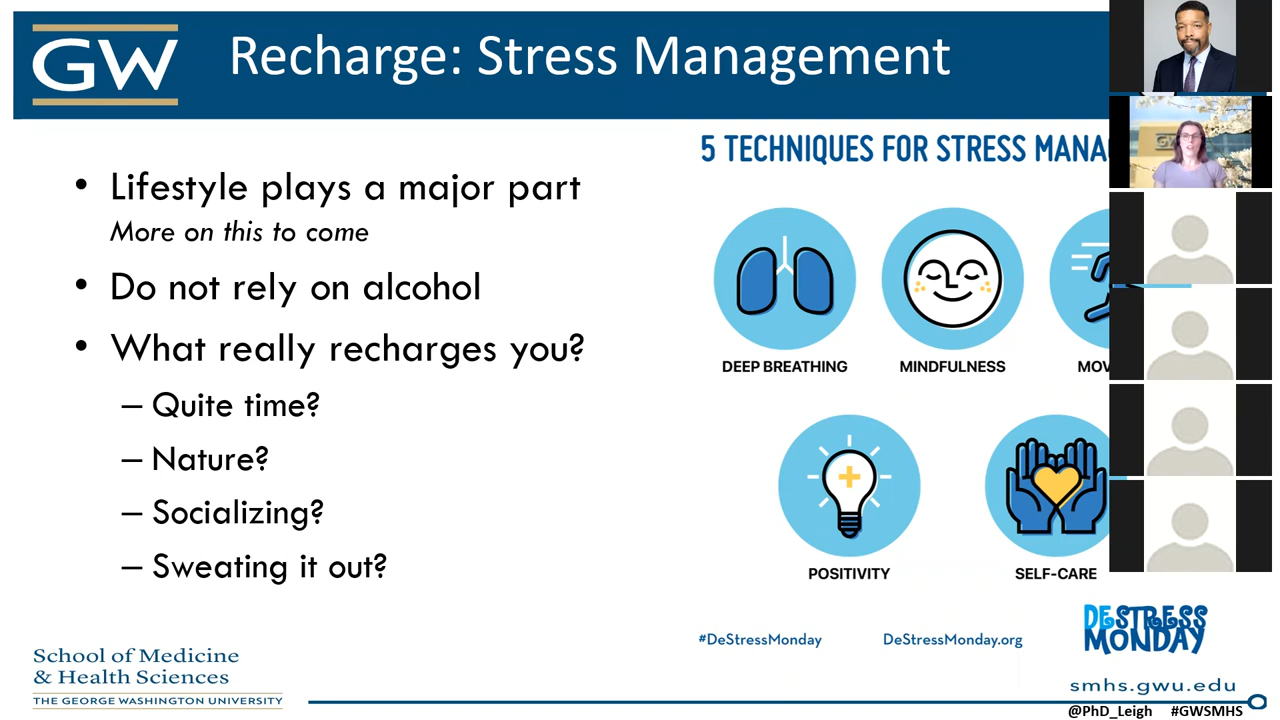 GW
Recharge: Stress Management
5 TECHNIQUES FOR STRESS MANA
• Lifestyle plays a major part
More on this to come
• Do not rely on alcohol
• What really recharges you?
– Quite time?
– Nature?
– Socializing?
– Sweating it out?
DEEP BREATHING
MINDFULNESS
MOV
POSITIVITY
SELF-CARE
#DeStressMonday
DeStressMonday.org
DESTRESS
MONDAY
School of Medicine
& Health Sciences
THE GEORGE WASHINGTON UNIVERSITY
smhs.gwu.edu
@PhD_Leigh #GWSMHS